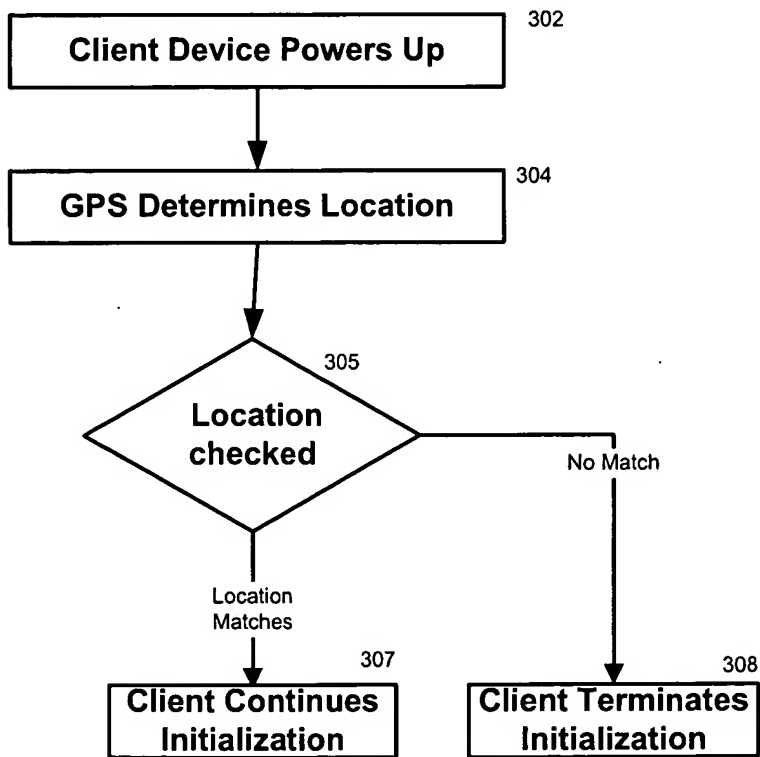 302
Client Device Powers Up
304
GPS Determines Location
305
Location
checked
No Match
Location
Matches
307
Client Continues
Initialization
308
Client Terminates
Initialization